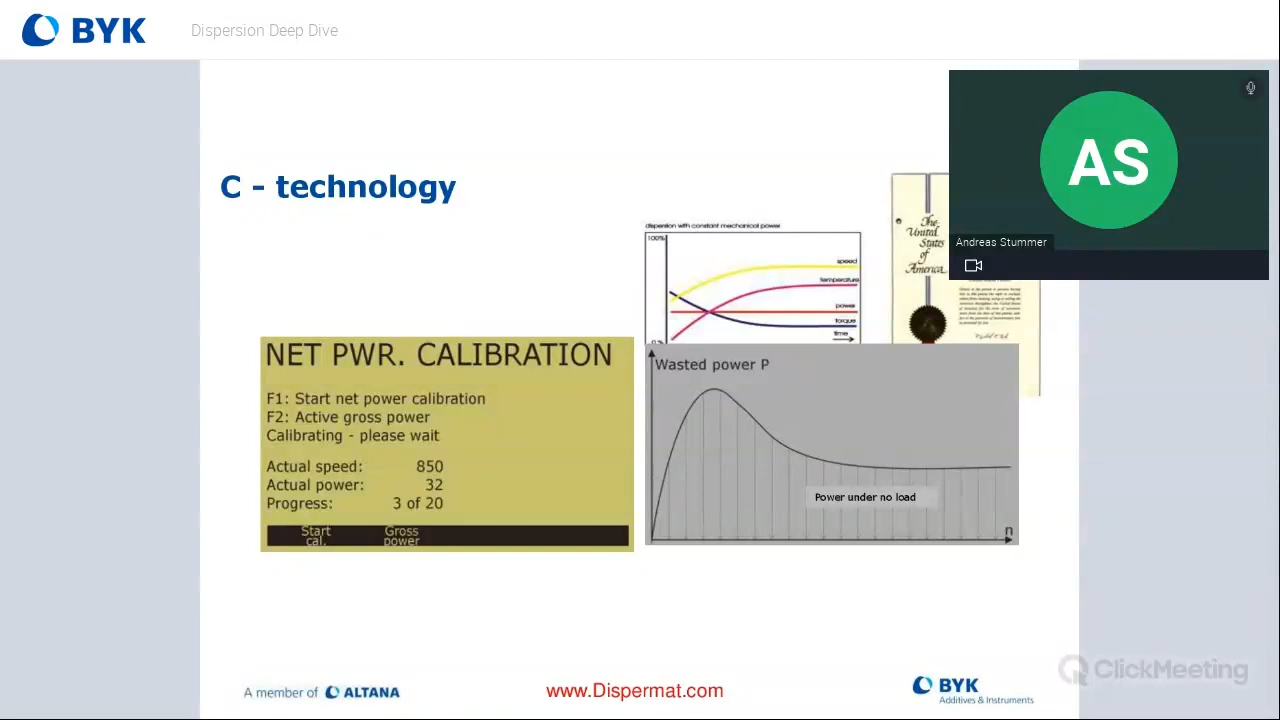 BYK
Dispersion Deep Dive
AS
Andreas Stummer
C - technology
dispertion with constant mechanical power
100%
speed
temperature
power
torque
time
The
United
States
of
America
NET PWR. CALIBRATION
F1: Start net power calibration
F2: Active gross power
Calibrating - please wait
Actual speed: 850
Actual power: 32
Progress: 3 of 20
Start cal.
Gross power
Wasted power P
Power under no load
n
A member of ALTANA
www.Dispermat.com
BYK
Additives & Instruments
ClickMeeting